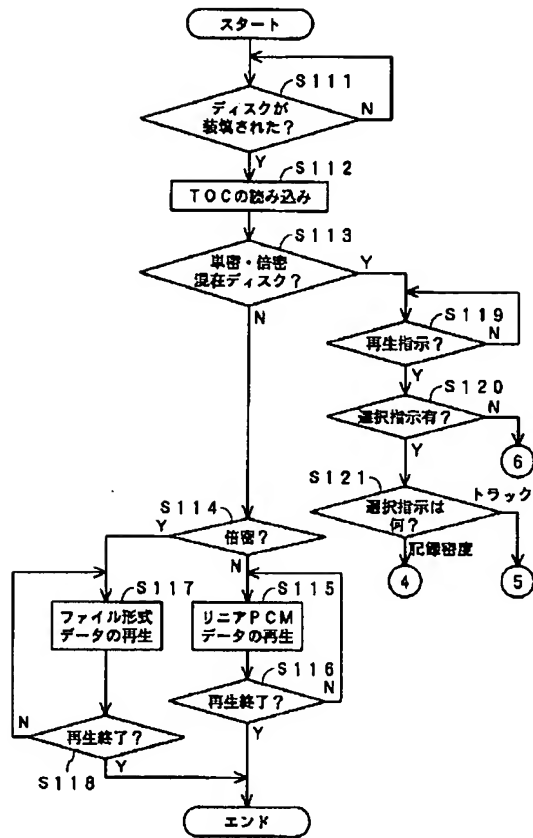 スタート
S111
ディスクが
装填された?
N
Y
S112
TOCの読み込み
S113
単密・倍密
混在ディスク?
Y
N
S119
再生指示?
N
Y
S120
選択指示有?
N
Y
6
S121
選択指示は
何?
トラック
記録密度
4
5
S114
倍密?
Y
N
S117
ファイル形式
データの再生
S115
リニアPCM
データの再生
S116
再生終了?
N
Y
再生終了?
N
Y
S118
エンド